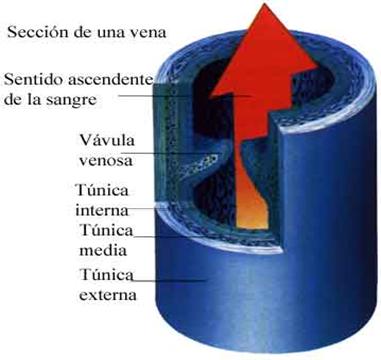 Sección de una vena
Sentido ascendente
de la sangre
Vávula
venosa
Túnica
interna
Túnica
media
Túnica
externa